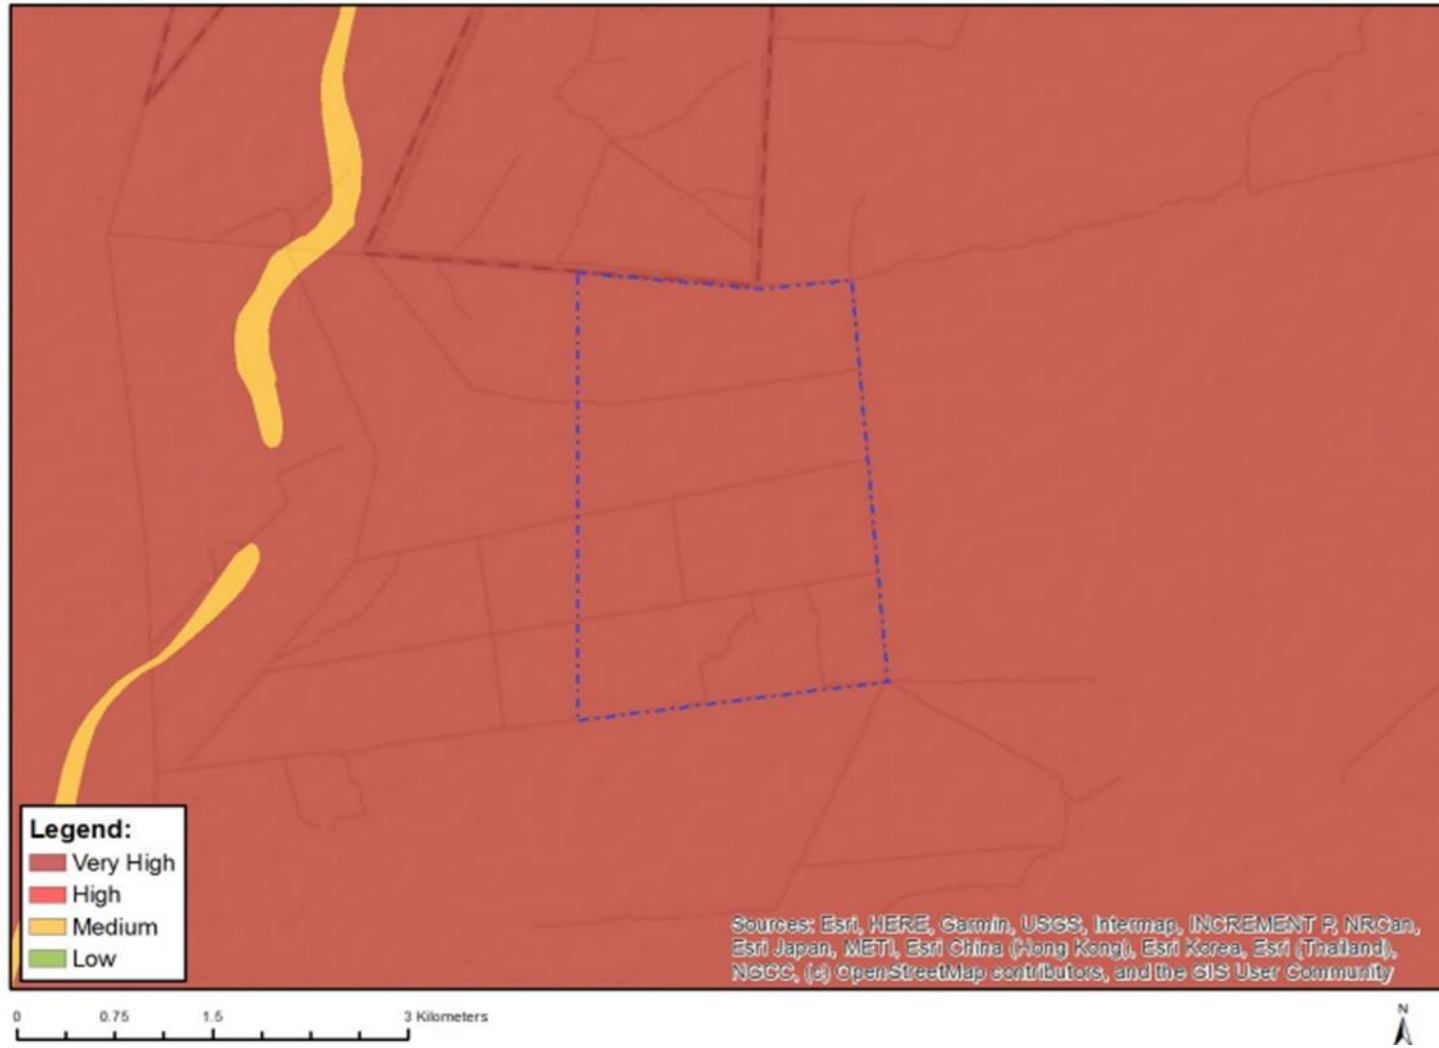 Legend:
Very High
High
Medium
Low
Sources: Esri, HERE, Garmin, USGS, Intermap, INCREMENT P, NRCan,
Esri Japan, METI, Esri China (Hong Kong), Esri Korea, Esri (Thailand),
NGCC, (c) OpenStreetMap contributors, and the GIS User Community
0 0.75 1.5 3 Kilometers
N